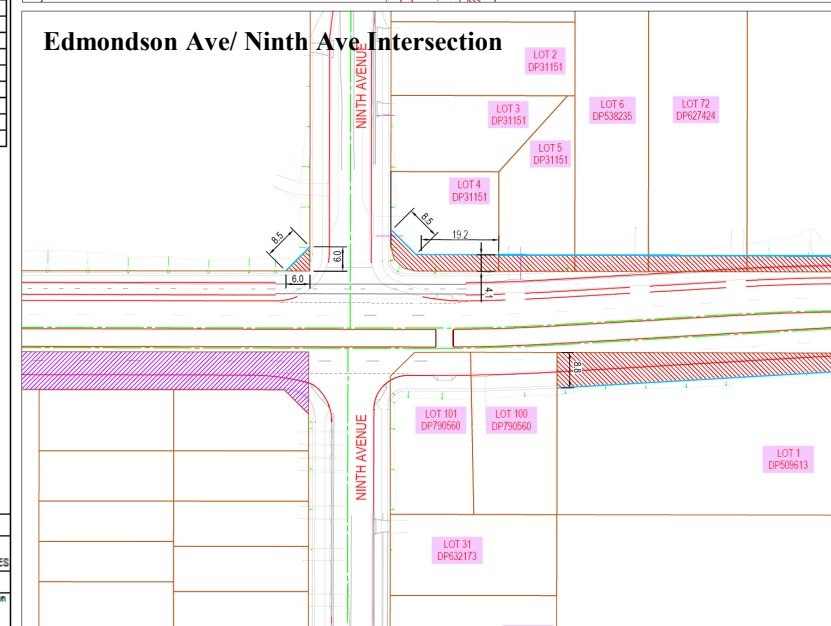 Edmondson Ave/ Ninth Ave Intersection
NINTH AVENUE
LOT 2
DP31151
LOT 3
DP31151
LOT 6
DP538235
LOT 72
DP627424
LOT 5
DP31151
LOT 4
DP31151
8.5
6.0
6.0
8.5
19.2
4.1
8.8
LOT 101
DP790560
LOT 100
DP790560
NINTH AVENUE
LOT 1
DP509613
LOT 31
DP632173
ES